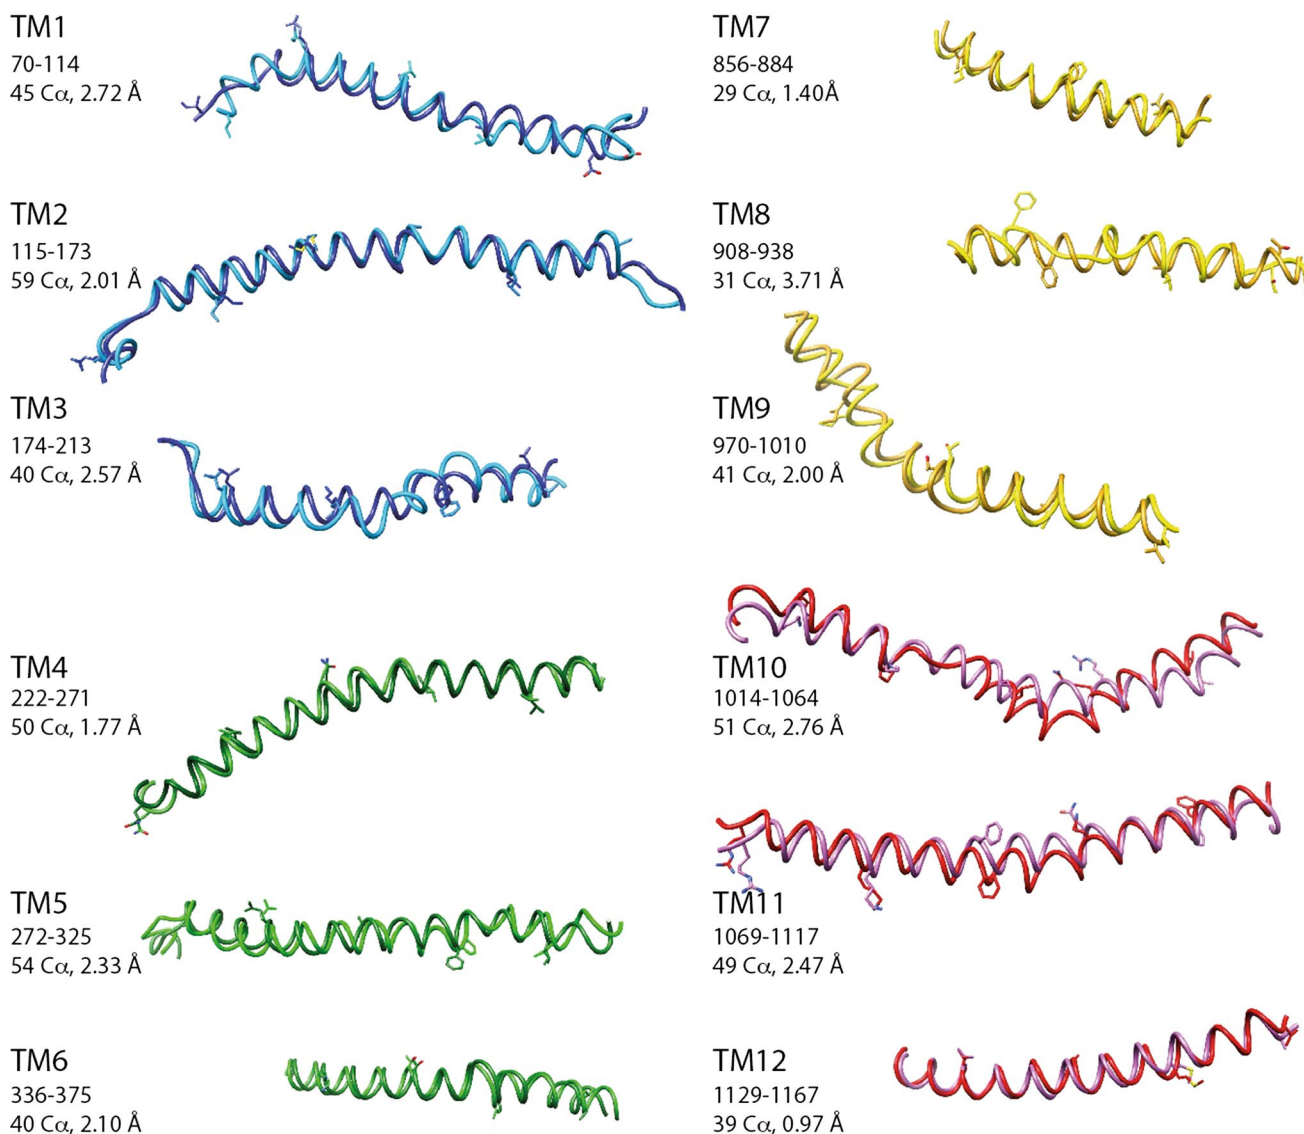 TM1
70-114
45 Cα, 2.72 Å
TM2
115-173
59 Cα, 2.01 Å
TM3
174-213
40 Cα, 2.57 Å
TM4
222-271
50 Cα, 1.77 Å
TM5
272-325
54 Cα, 2.33 Å
TM6
336-375
40 Cα, 2.10 Å
TM7
856-884
29 Cα, 1.40Å
TM8
908-938
31 Cα, 3.71 Å
TM9
970-1010
41 Cα, 2.00 Å
TM10
1014-1064
51 Cα, 2.76 Å
TM11
1069-1117
49 Cα, 2.47 Å
TM12
1129-1167
39 Cα, 0.97 Å